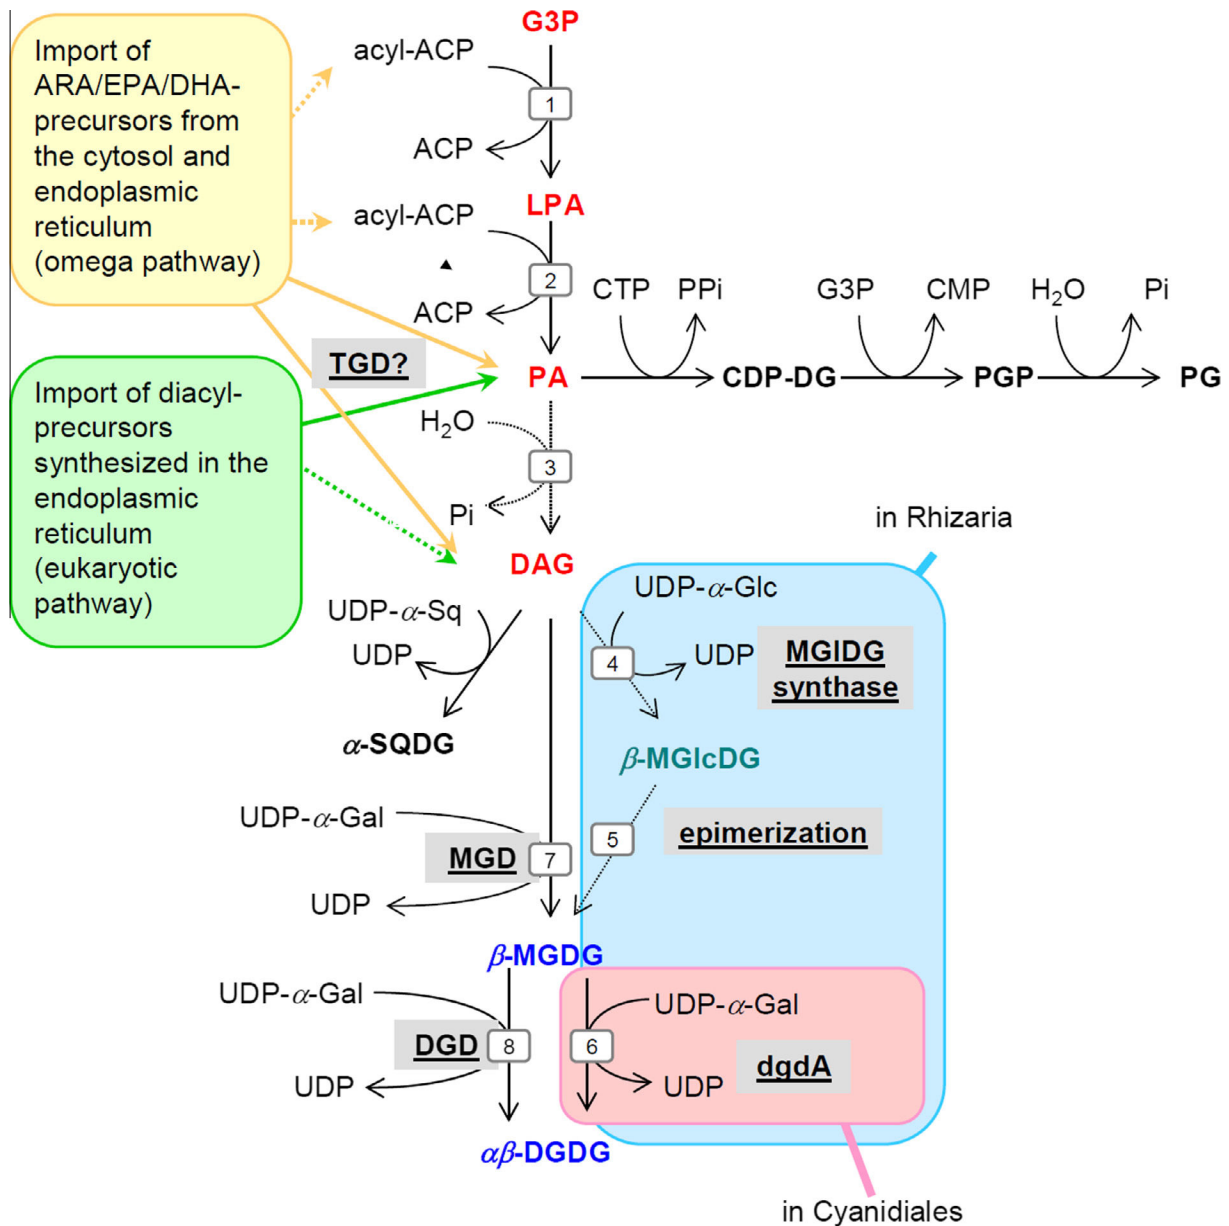 Import of
ARA/EPA/DHA-
precursors from
the cytosol and
endoplasmic
reticulum
(omega pathway)
Import of diacyl-
precursors
synthesized in the
endoplasmic
reticulum
(eukaryotic
pathway)
G3P
acyl-ACP
1
ACP
LPA
acyl-ACP
2
ACP
TGD?
PA
CTP
PPi
CDP-DG
G3P
CMP
PGP
H₂O
Pi
PG
H₂O
3
Pi
DAG
in Rhizaria
UDP-α-Sq
UDP
α-SQDG
UDP-α-Glc
4
UDP
MGlDG
synthase
β-MGlcDG
UDP-α-Gal
MGD
7
UDP
5
epimerization
β-MGDG
UDP-α-Gal
DGD
8
UDP
6
UDP-α-Gal
UDP
dgdA
αβ-DGDG
in Cyanidiales